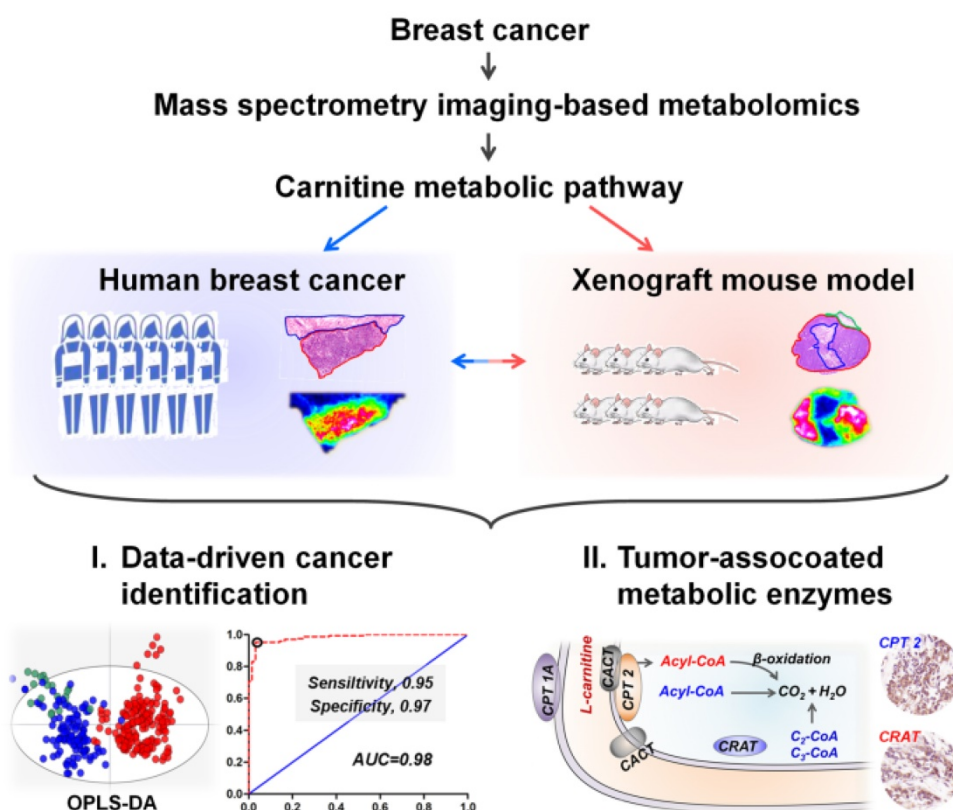 Breast cancer
Mass spectrometry imaging-based metabolomics
Carnitine metabolic pathway
Human breast cancer
Xenograft mouse model
I. Data-driven cancer
identification
II. Tumor-assocoated
metabolic enzymes
OPLS-DA
1.0
0.8
0.6
0.4
0.2
0.0
0.0
0.2
0.4
0.6
0.8
1.0
Sensiltivity, 0.95
Specificity, 0.97
AUC=0.98
CPT 1A
L-carnitine
CACT
CPT 2
Acyl-CoA
β-oxidation
Acyl-CoA
CO2 + H2O
CACT
CRAT
C2-CoA
C3-CoA
CPT 2
CRAT